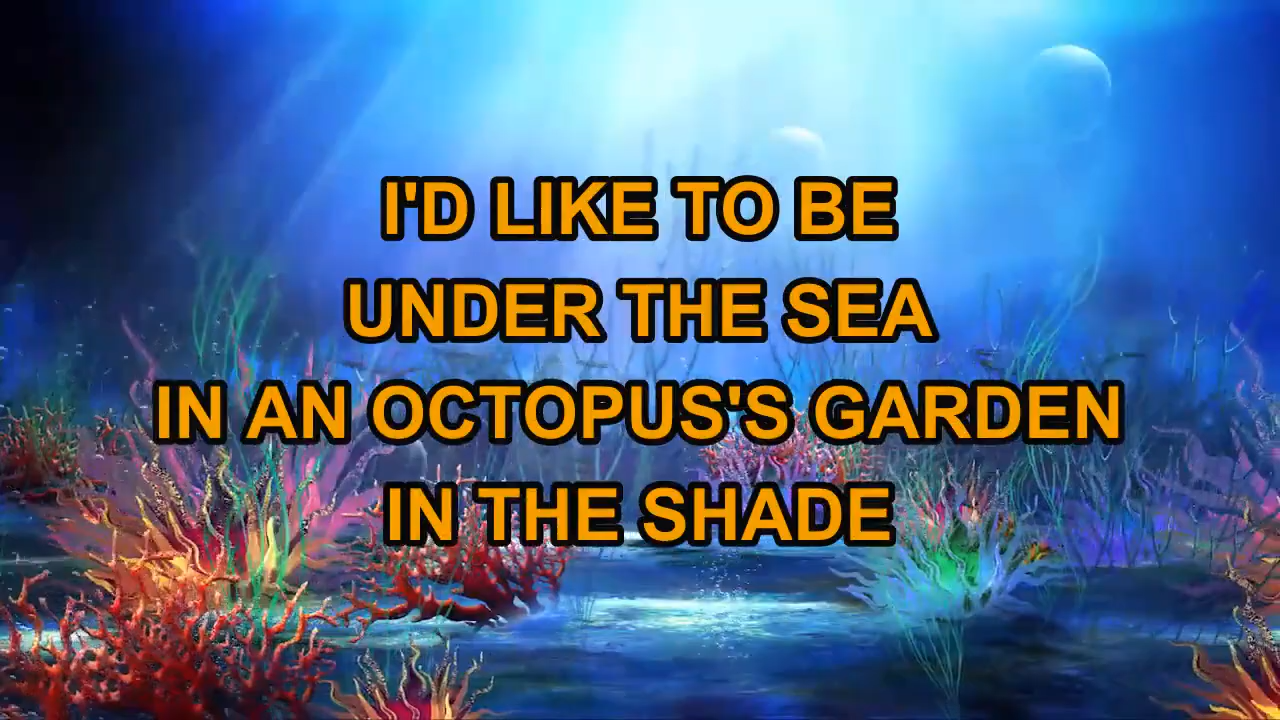 I'D LIKE TO BE
UNDER THE SEA
IN AN OCTOPUS'S GARDEN
IN THE SHADE